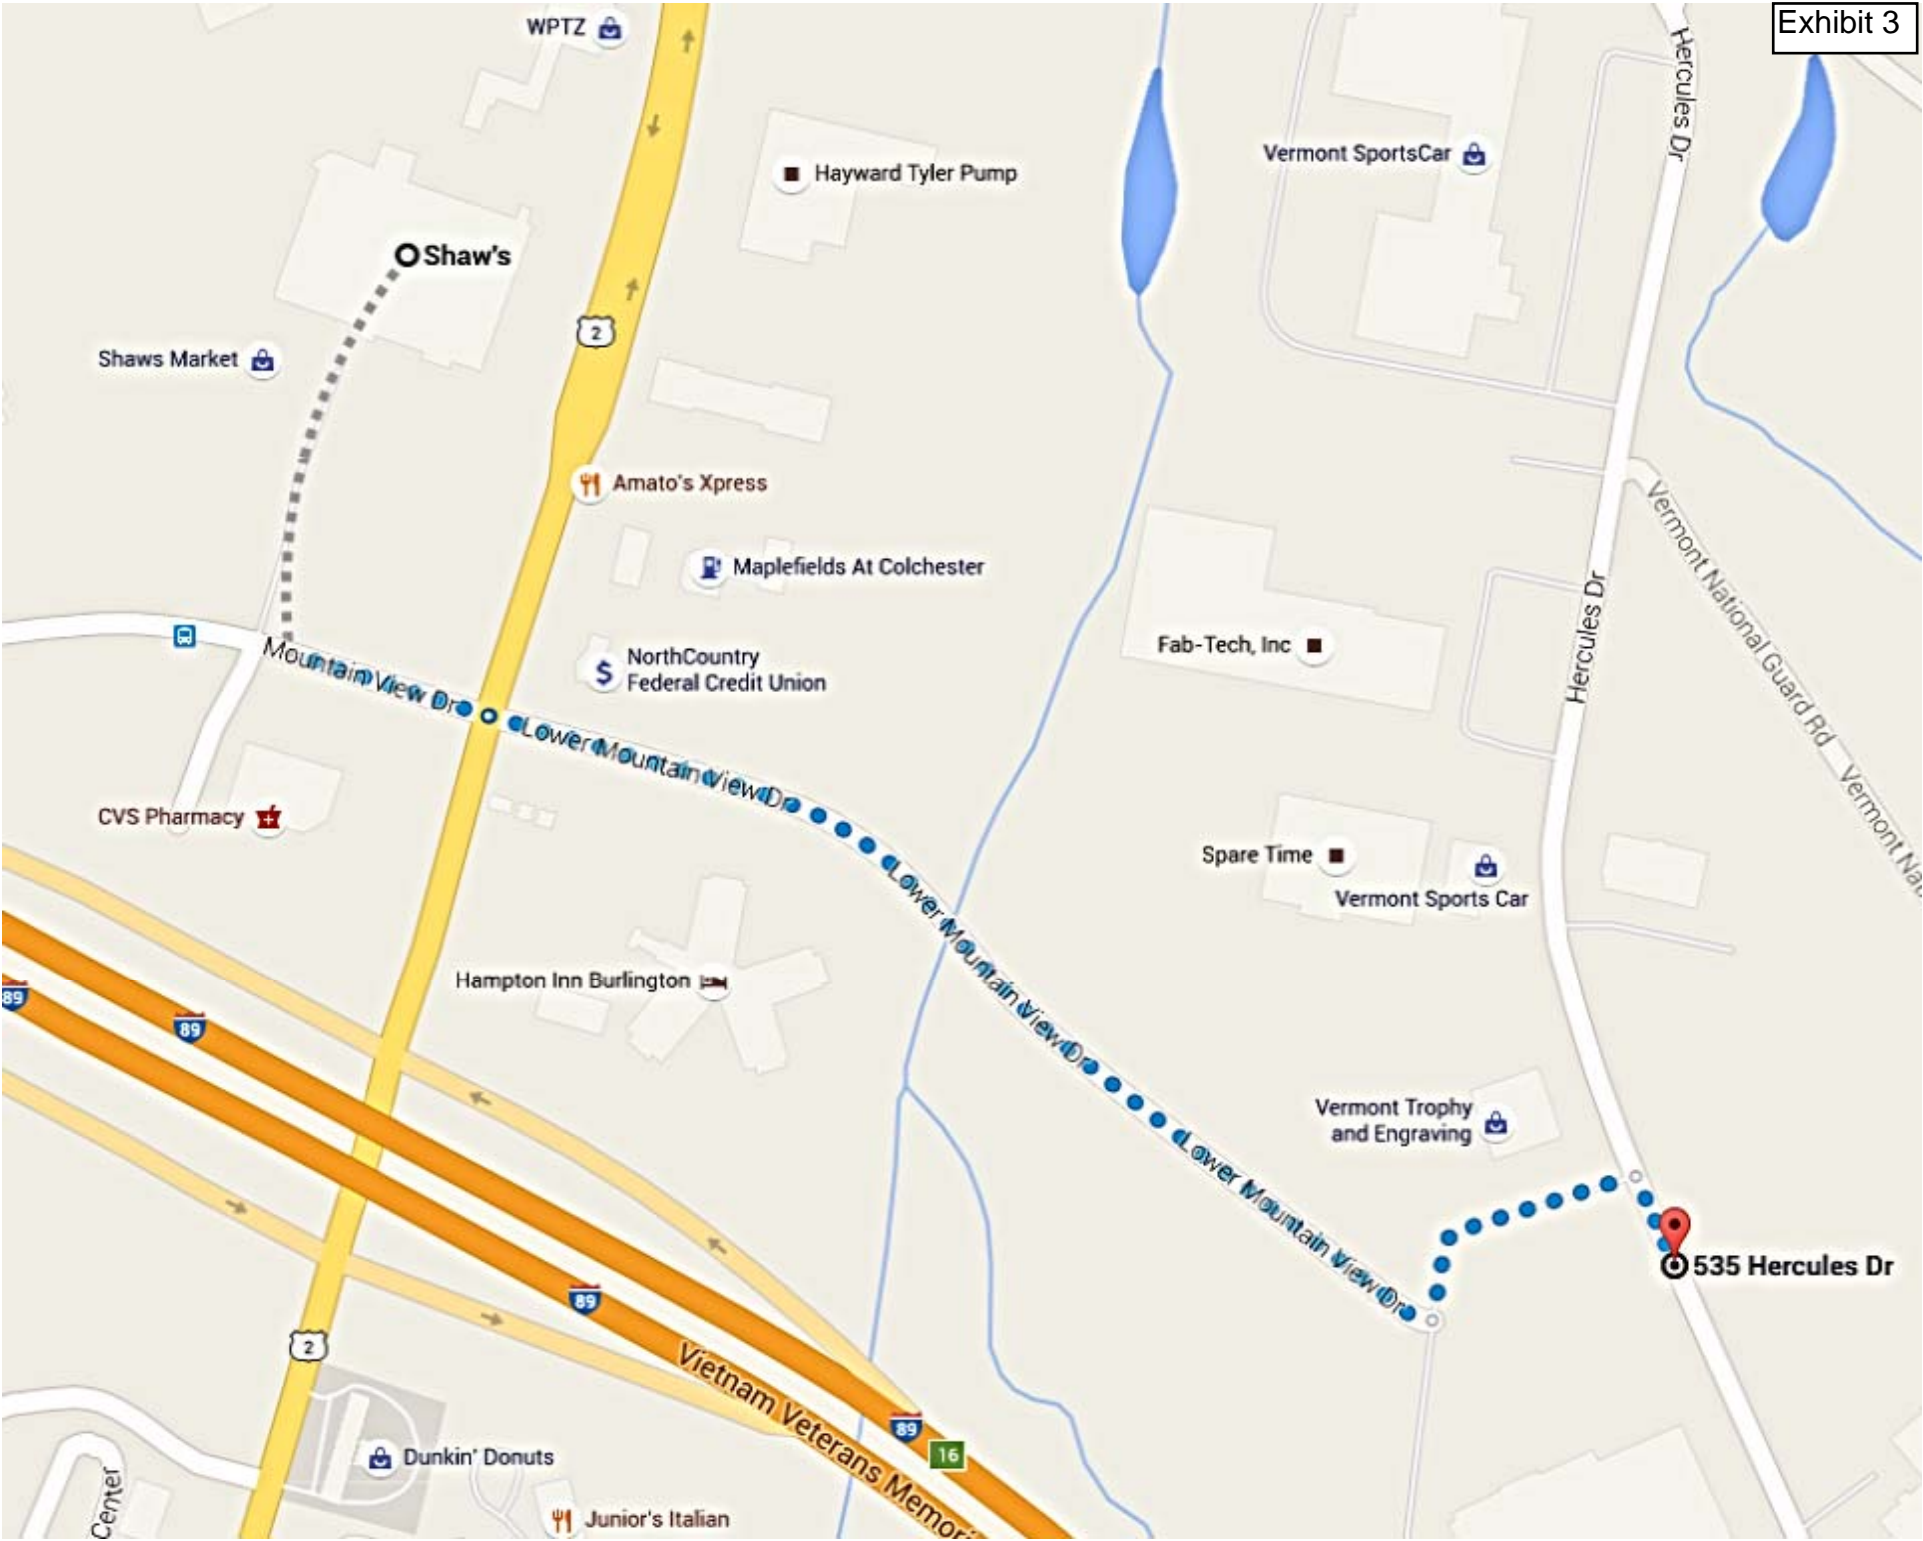 Exhibit 3
WPTZ
Hercules Dr
Hayward Tyler Pump
Vermont SportsCar
Shaw's
2
Shaws Market
Amato's Xpress
Vermont National Guard Rd
Maplefields At Colchester
Hercules Dr
Fab-Tech, Inc
Mountain View Dr
NorthCountry
Federal Credit Union
Lower Mountain View Dr
Vermont Nat
CVS Pharmacy
Spare Time
Vermont Sports Car
Lower Mountain View Dr
Hampton Inn Burlington
89
89
Vermont Trophy
and Engraving
Lower Mountain View Dr
535 Hercules Dr
89
2
Vietnam Veterans Memori
89
16
Dunkin' Donuts
Center
Junior's Italian